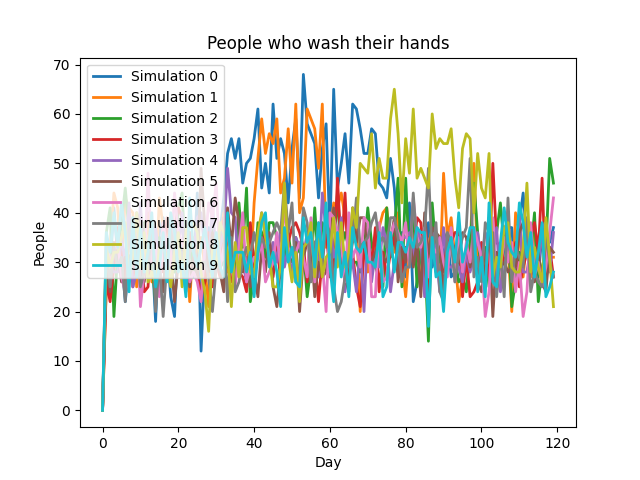 People who wash their hands
70
60
50
40
30
20
10
0
People
Simulation 0
Simulation 1
Simulation 2
Simulation 3
Simulation 4
Simulation 5
Simulation 6
Simulation 7
Simulation 8
Simulation 9
0 20 40 60 80 100 120
Day